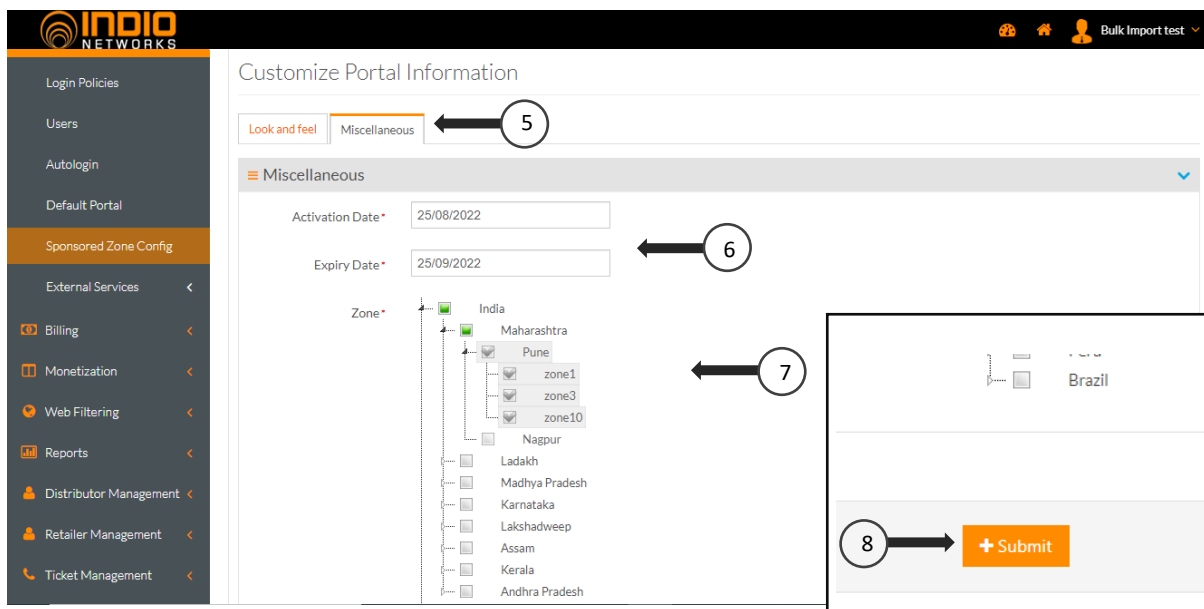 INDIO
NETWORKS
Bulk Import test
Login Policies
Users
Autologin
Default Portal
Sponsored Zone Config
External Services
Billing
Monetization
Web Filtering
Reports
Distributor Management
Retailer Management
Ticket Management
Customize Portal Information
Look and feel
Miscellaneous
5
Miscellaneous
Activation Date*
25/08/2022
6
Expiry Date*
25/09/2022
Zone*
India
Maharashtra
Pune
zone1
zone3
zone10
Nagpur
Ladakh
Madhya Pradesh
Karnataka
Lakshadweep
Assam
Kerala
Andhra Pradesh
7
Brazil
8
+ Submit